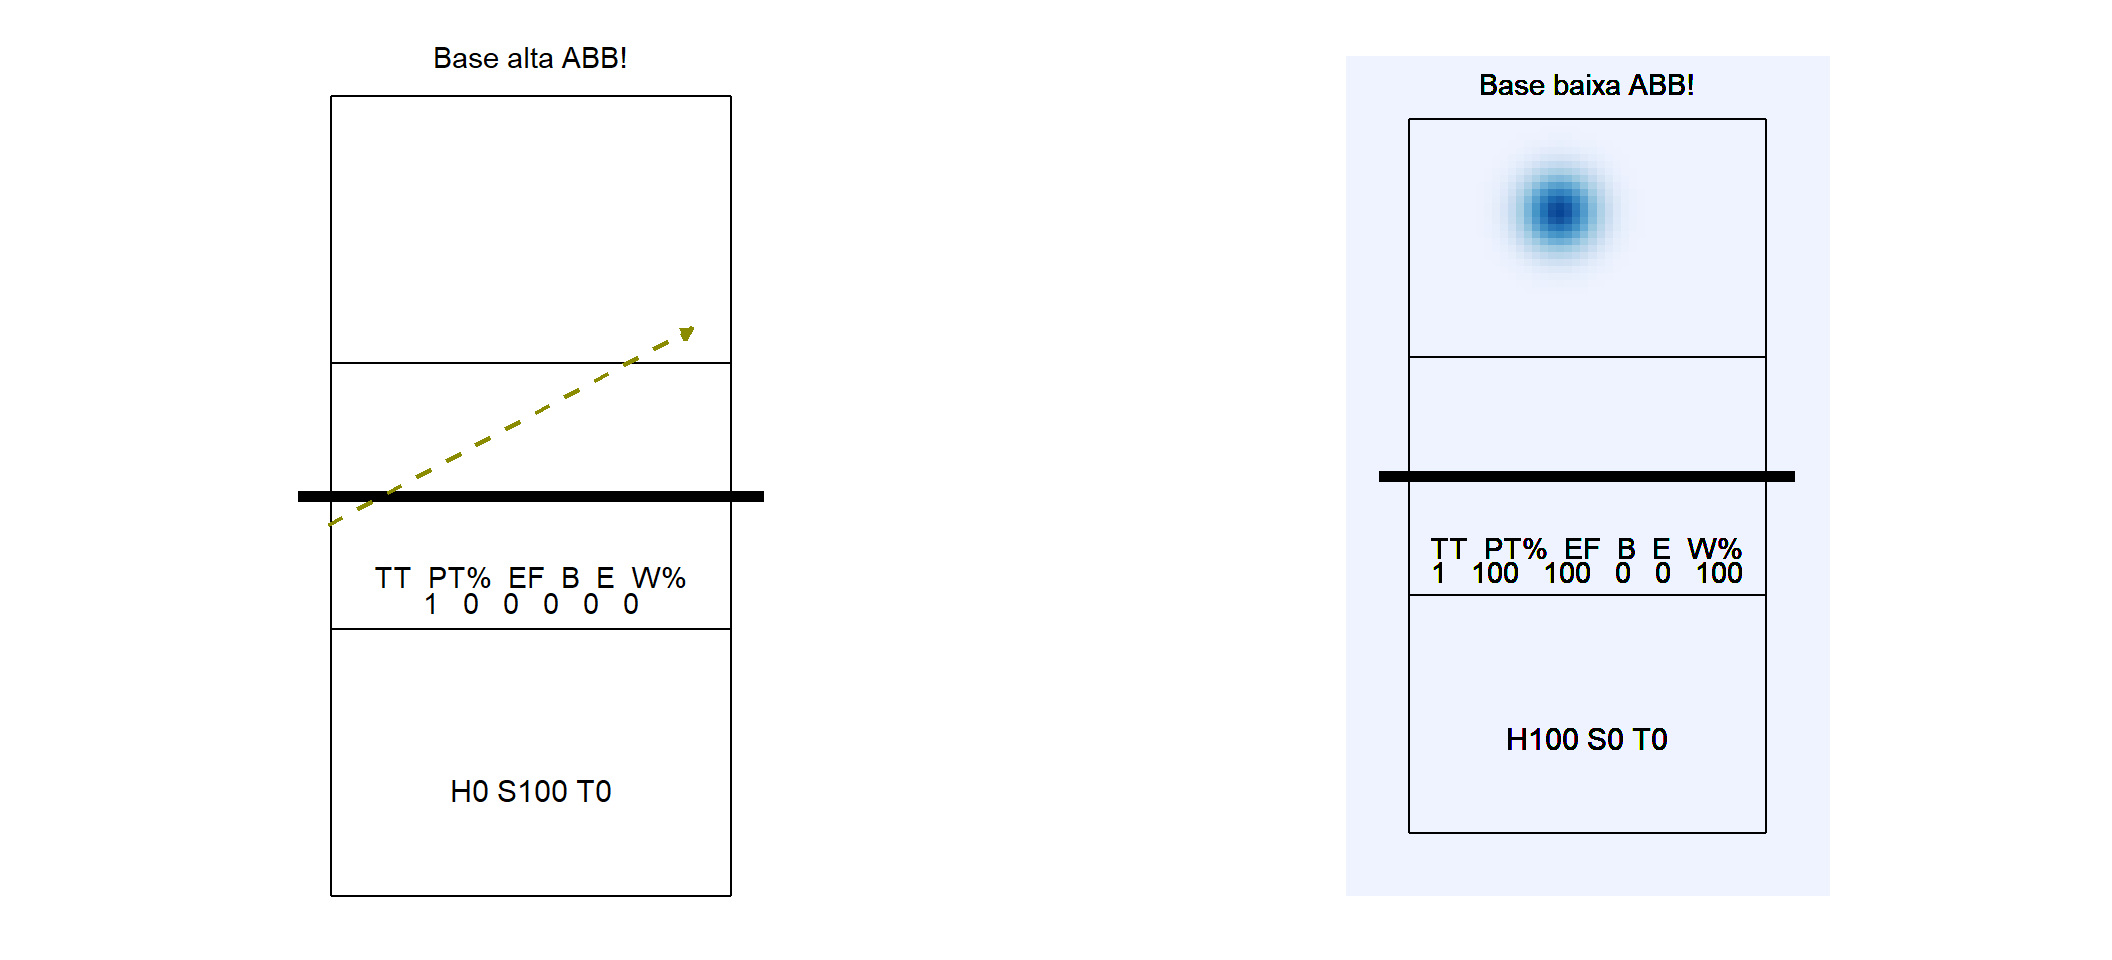 Base alta ABB!
TT PT% EF B E W%
1 0 0 0 0 0
H0 S100 T0
Base baixa ABB!
TT PT% EF B E W%
1 100 100 0 0 100
H100 S0 T0